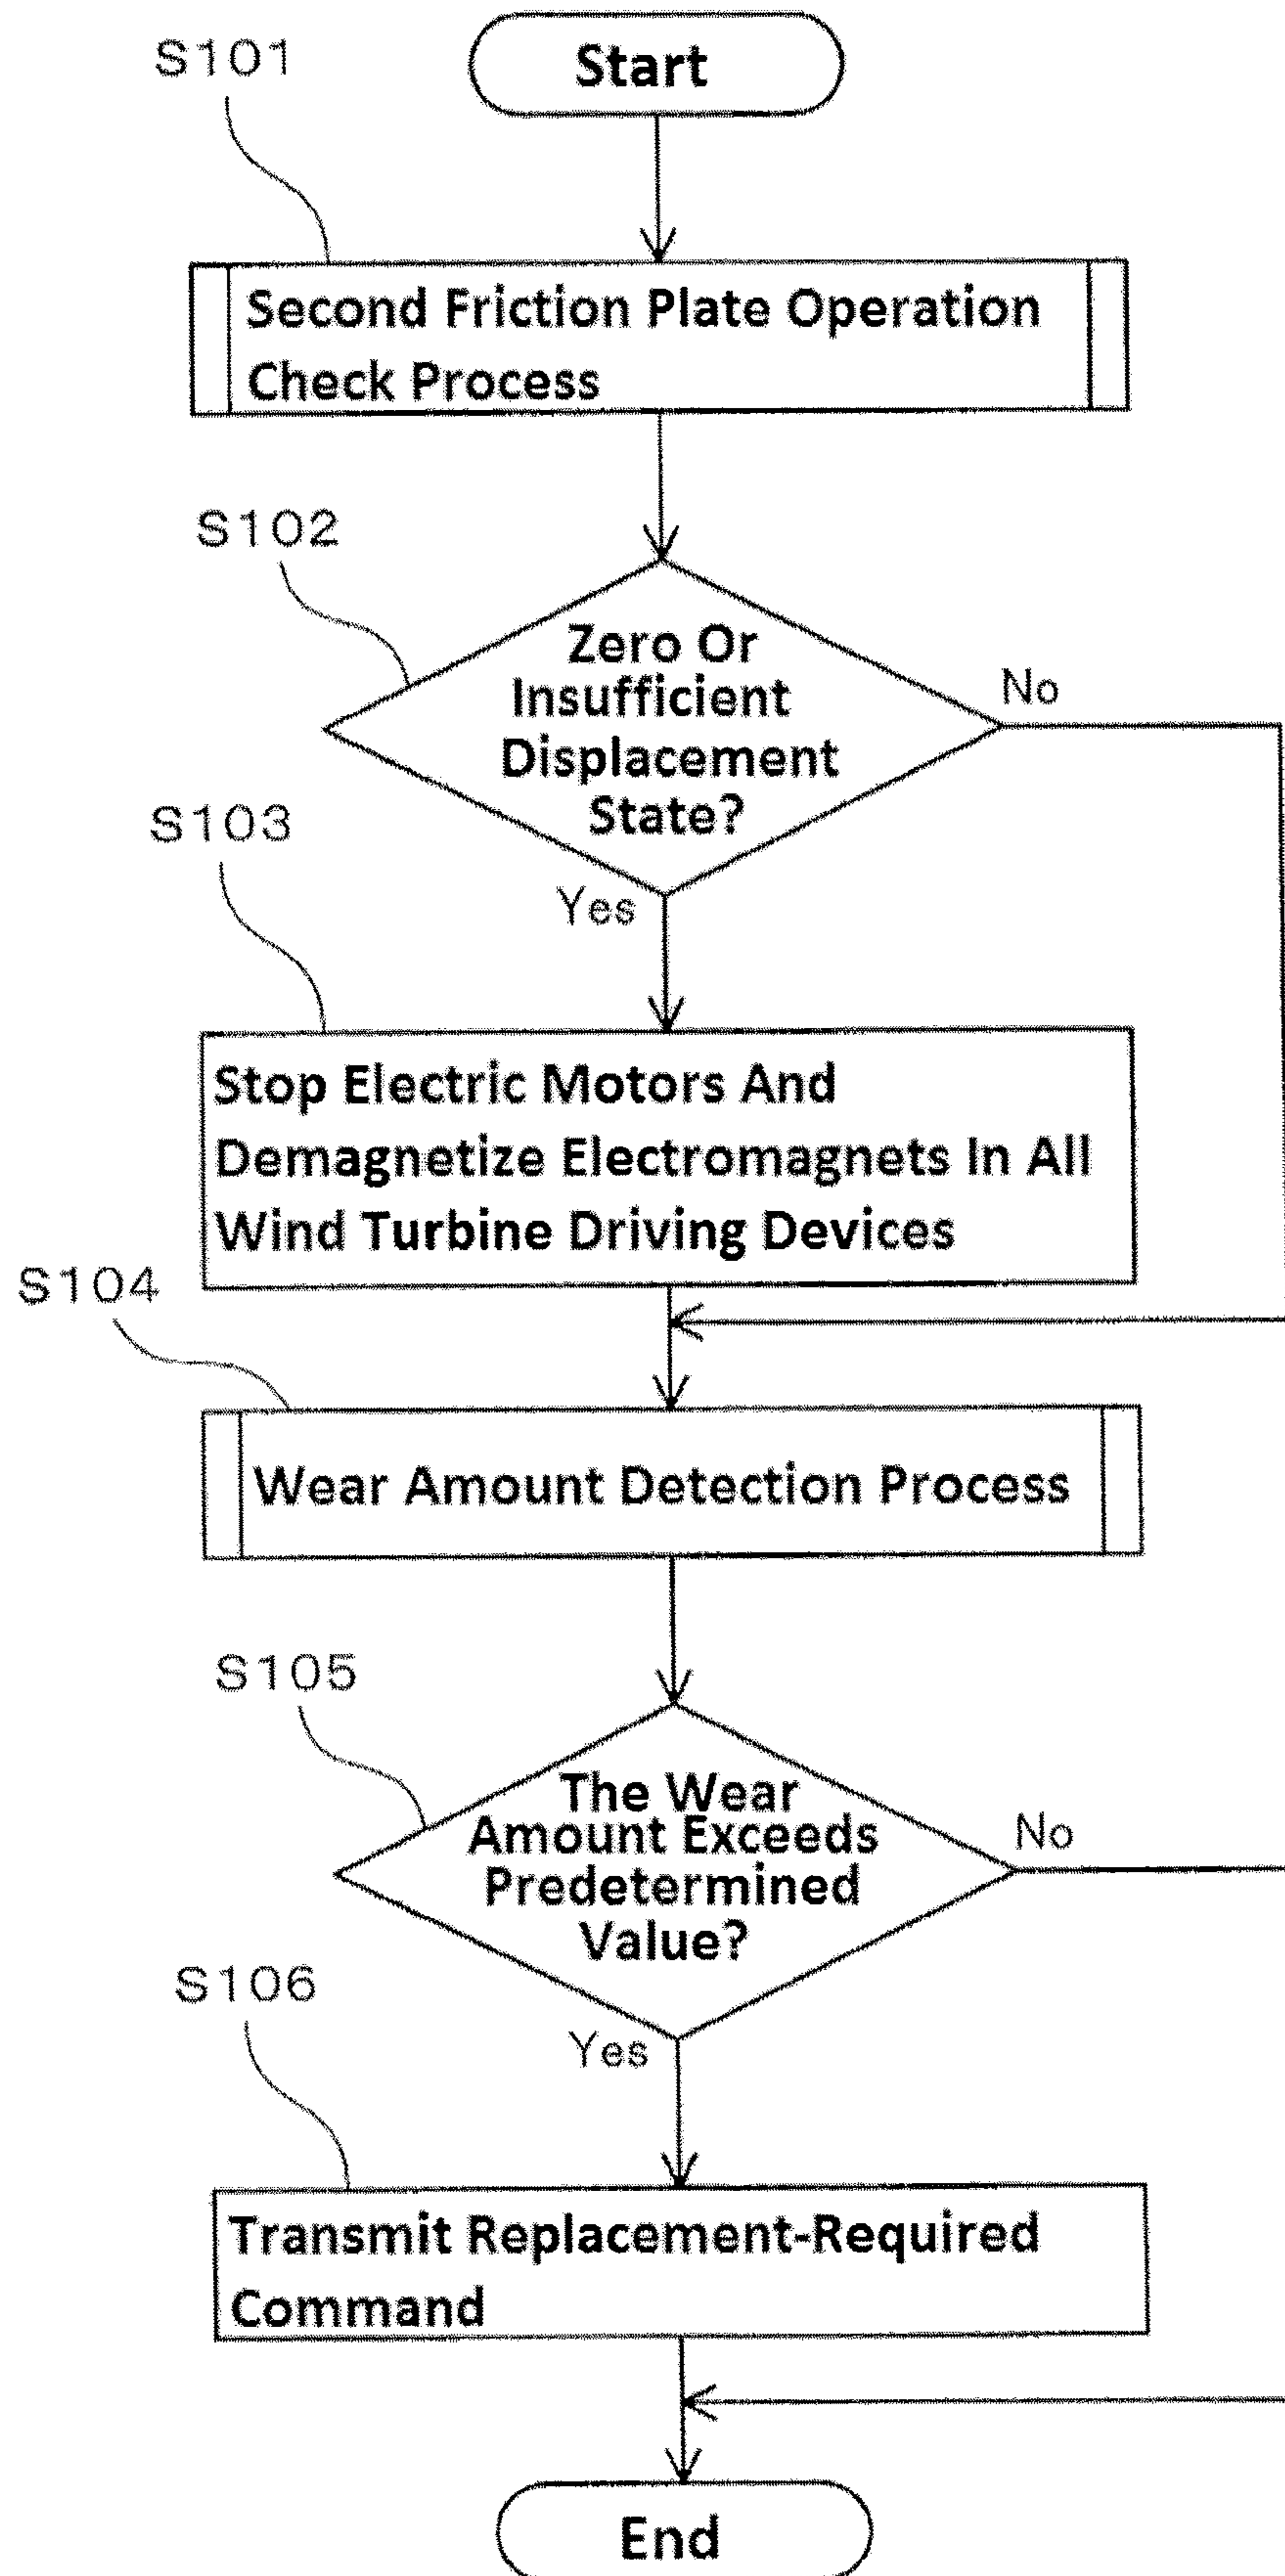 S101
Start
Second Friction Plate Operation
Check Process
S102
Zero Or
Insufficient
Displacement
State?
No
Yes
S103
Stop Electric Motors And
Demagnetize Electromagnets In All
Wind Turbine Driving Devices
S104
Wear Amount Detection Process
S105
The Wear
Amount Exceeds
Predetermined
Value?
No
Yes
S106
Transmit Replacement-Required
Command
End